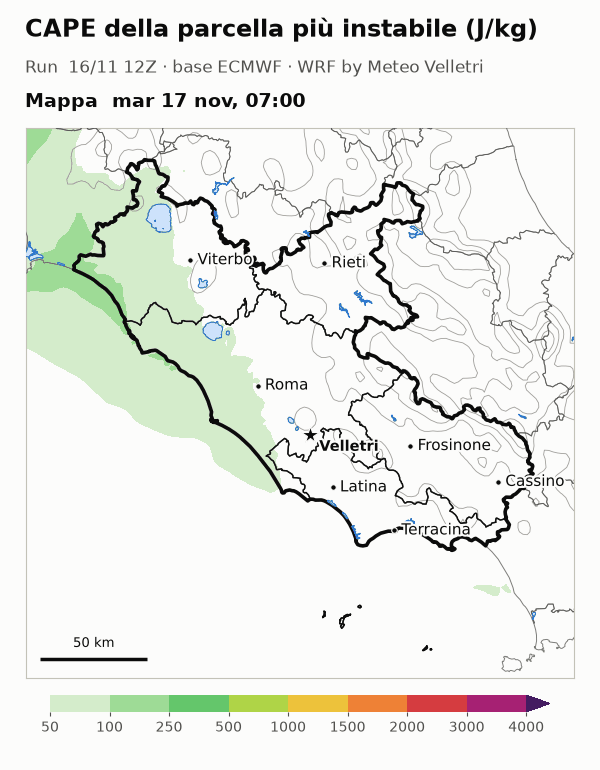 CAPE della parcella più instabile (J/kg)
Run  16/11 12Z · base ECMWF · WRF by Meteo Velletri
Mappa  mar 17 nov, 07:00
Viterbo
Rieti
Roma
Velletri
Frosinone
Latina
Cassino
Terracina
50 km
50 100 250 500 1000 1500 2000 3000 4000